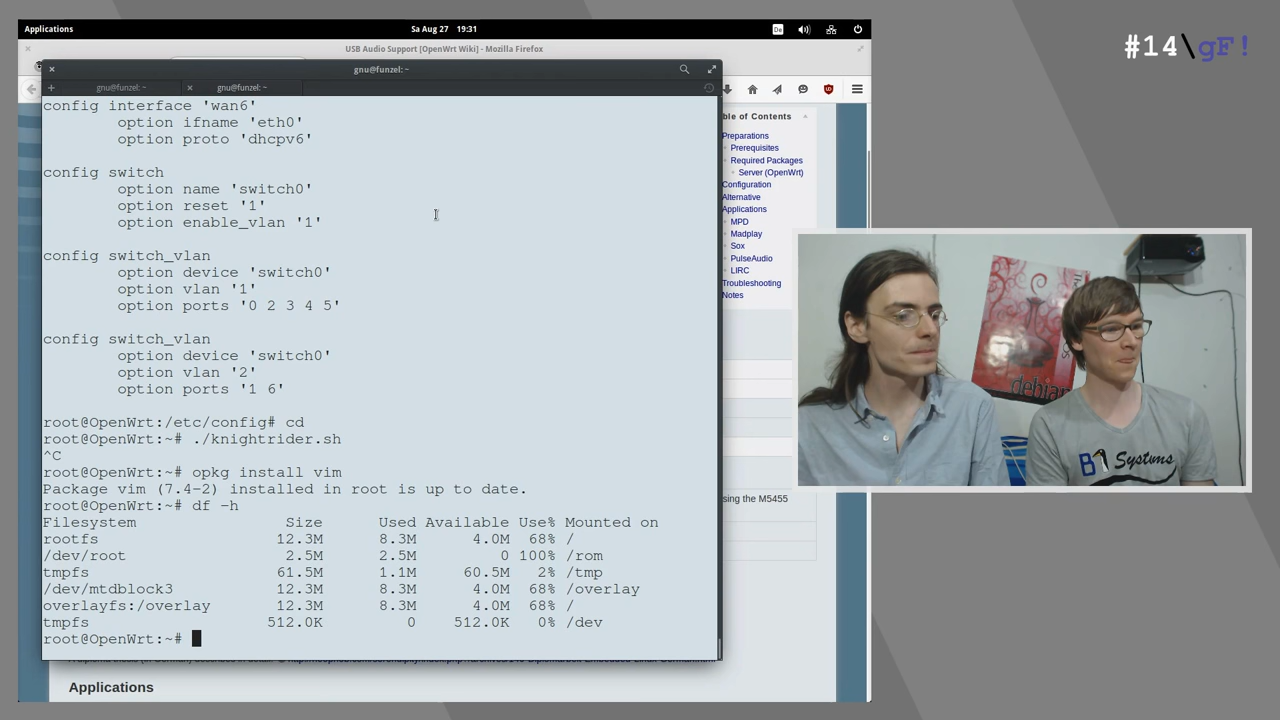 Applications
Sa Aug 27 19:31
De
USB Audio Support [OpenWrt Wiki] - Mozilla Firefox
#14\gF!
gnu@funzel: ~
gnu@funzel: ~
gnu@funzel: ~
config interface 'wan6'
option ifname 'eth0'
option proto 'dhcpv6'
config switch
option name 'switch0'
option reset '1'
option enable_vlan '1'
config switch_vlan
option device 'switch0'
option vlan '1'
option ports '0 2 3 4 5'
config switch_vlan
option device 'switch0'
option vlan '2'
option ports '1 6'
root@OpenWrt:/etc/config# cd
root@OpenWrt:~# ./knightrider.sh
^C
root@OpenWrt:~# opkg install vim
Package vim (7.4-2) installed in root is up to date.
root@OpenWrt:~# df -h
Filesystem Size Used Available Use% Mounted on
rootfs 12.3M 8.3M 4.0M 68% /
/dev/root 2.5M 2.5M 0 100% /rom
tmpfs 61.5M 1.1M 60.5M 2% /tmp
/dev/mtdblock3 12.3M 8.3M 4.0M 68% /overlay
overlayfs:/overlay 12.3M 8.3M 4.0M 68% /
tmpfs 512.0K 0 512.0K 0% /dev
root@OpenWrt:~#
ble of Contents
Preparations
Prerequisites
Required Packages
Server (OpenWrt)
Configuration
Alternative
Applications
MPD
Madplay
Sox
PulseAudio
LIRC
Troubleshooting
Notes
sing the M5455
Applications
debian
B1 Systems